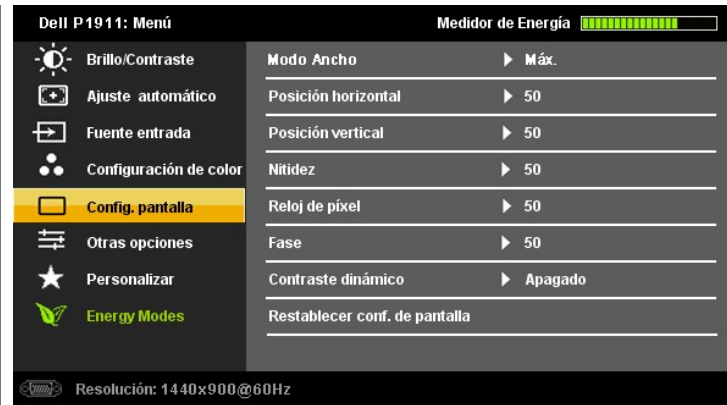 Dell P1911: Menú Medidor de Energía
Brillo/Contraste Modo Ancho Máx.
Ajuste automático Posición horizontal 50
Fuente entrada Posición vertical 50
Configuración de color Nitidez 50
Config. pantalla Reloj de píxel 50
Otras opciones Fase 50
Personalizar Contraste dinámico Apagado
Energy Modes Restablecer conf. de pantalla
Resolución: 1440x900@60Hz